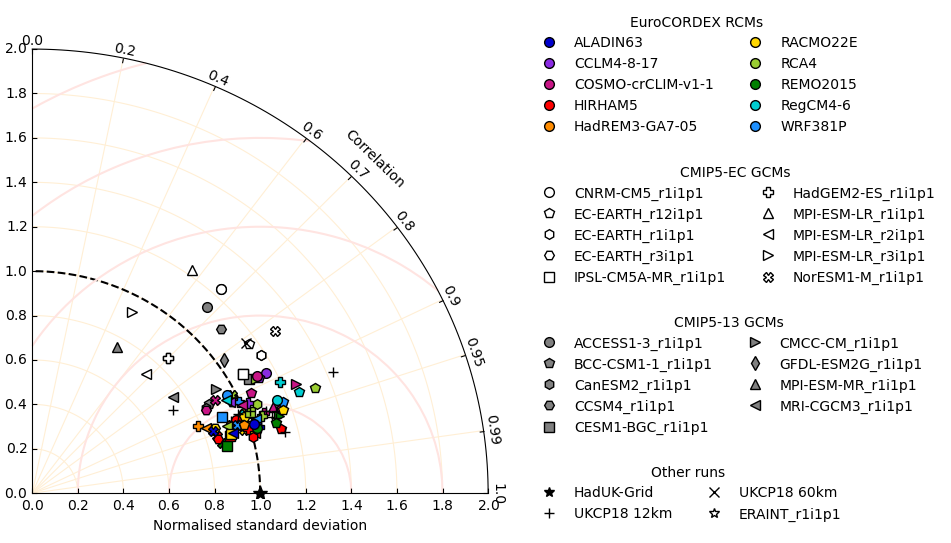 EuroCORDEX RCMs
ALADIN63 RACMO22E
CCLM4-8-17 RCA4
COSMO-crCLIM-v1-1 REMO2015
HIRHAM5 RegCM4-6
HadREM3-GA7-05 WRF381P
CMIP5-EC GCMs
CNRM-CM5_r1i1p1 HadGEM2-ES_r1i1p1
EC-EARTH_r12i1p1 MPI-ESM-LR_r1i1p1
EC-EARTH_r1i1p1 MPI-ESM-LR_r2i1p1
EC-EARTH_r3i1p1 MPI-ESM-LR_r3i1p1
IPSL-CM5A-MR_r1i1p1 NorESM1-M_r1i1p1
CMIP5-13 GCMs
ACCESS1-3_r1i1p1 CMCC-CM_r1i1p1
BCC-CSM1-1_r1i1p1 GFDL-ESM2G_r1i1p1
CanESM2_r1i1p1 MPI-ESM-MR_r1i1p1
CCSM4_r1i1p1 MRI-CGCM3_r1i1p1
CESM1-BGC_r1i1p1
Other runs
HadUK-Grid UKCP18 60km
UKCP18 12km ERAINT_r1i1p1
Correlation
0.0
0.2
0.4
0.6
0.7
0.8
0.9
0.95
0.99
1.0
2.0
1.8
1.6
1.4
1.2
1.0
0.8
0.6
0.4
0.2
0.0
0.0 0.2 0.4 0.6 0.8 1.0 1.2 1.4 1.6 1.8 2.0
Normalised standard deviation